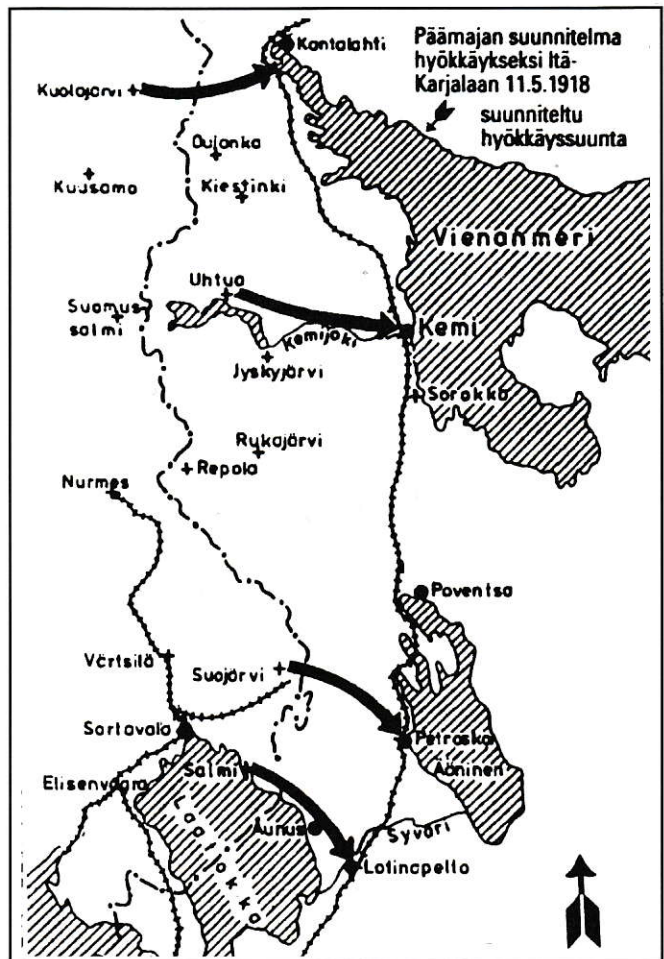 Päämajan suunnitelma
hyökkäykseksi Itä-
Karjalaan 11.5.1918
suunniteltu
hyökkäyssuunta
Kantalahti
Kuolajärvi
Oulanka
Kuusamo
Kiestinki
Vienanmeri
Uhtua
Suomus-
salmi
Kemijoki
Kemi
Jyskyjärvi
Sorokka
Rukajärvi
Repola
Nurmes
Poventsa
Värtsilä
Suojärvi
Sortavala
Petroskoi
Ääninen
Elisenvaara
Salmi
Laatokka
Aunus
Syväri
Lotinapelto